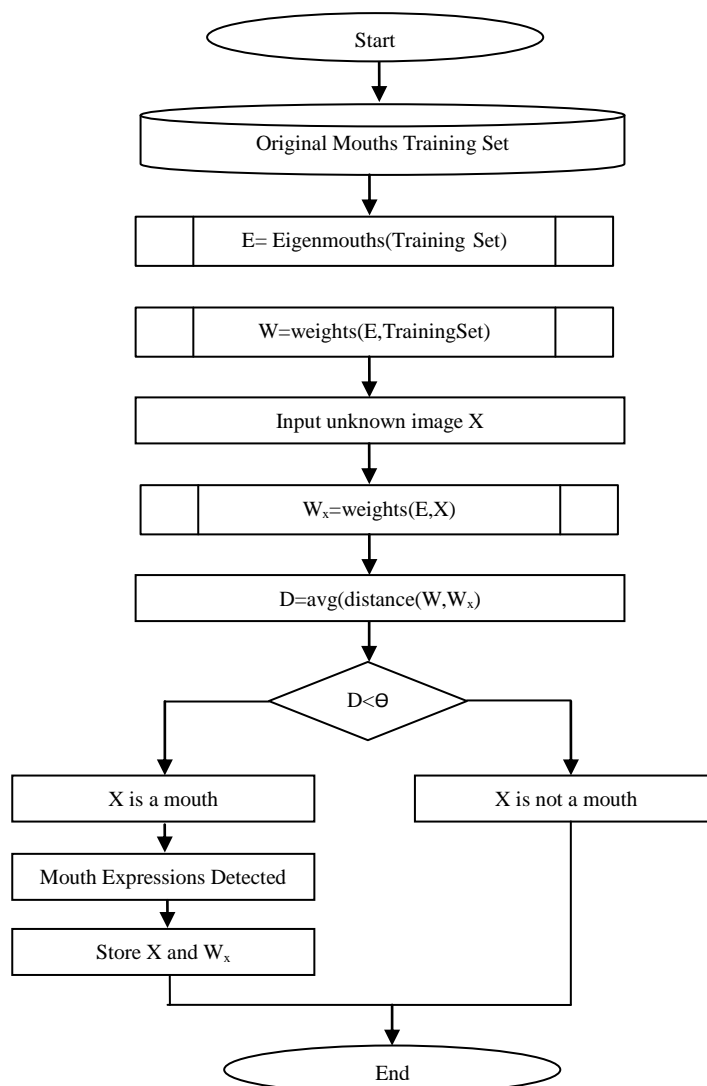 Start
Original Mouths Training Set
E= Eigenmouths(Training Set)
W=weights(E,TrainingSet)
Input unknown image X
Wₓ=weights(E,X)
D=avg(distance(W,Wₓ)
D<ϴ
X is a mouth
X is not a mouth
Mouth Expressions Detected
Store X and Wₓ
End